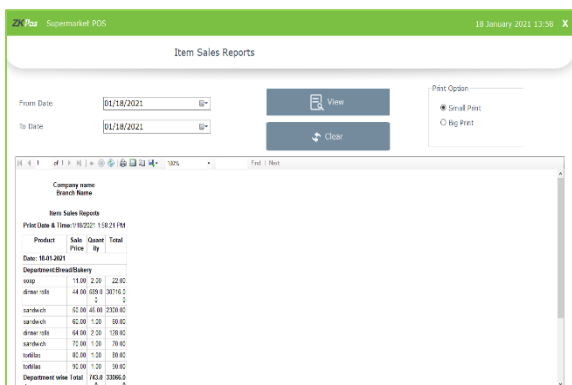 ZKPos Supermarket POS
18 January 2021 13:58 X
Item Sales Reports
From Date 01/18/2021
To Date 01/18/2021
View
Clear
Print Option
Small Print
Big Print
1 of 1 100% Find | Next
Company name
Branch Name
Item Sales Reports
Print Date & Time:1/18/2021 1:58:21 PM
Product Sale Price Quantity Total
Date: 18-01-2021
Department:Bread/Bakery
soap 11.00 2.00 22.00
dinner rolls 44.00
sandwich 50.00 46.00 2300.00
sandwich 60.00 1.00 60.00
dinner rolls 64.00 2.00 128.00
sandwich 70.00 1.00 70.00
tortillas 80.00 1.00 80.00
tortillas 90.00 1.00 90.00
Department wise Total 743.0 33066.0